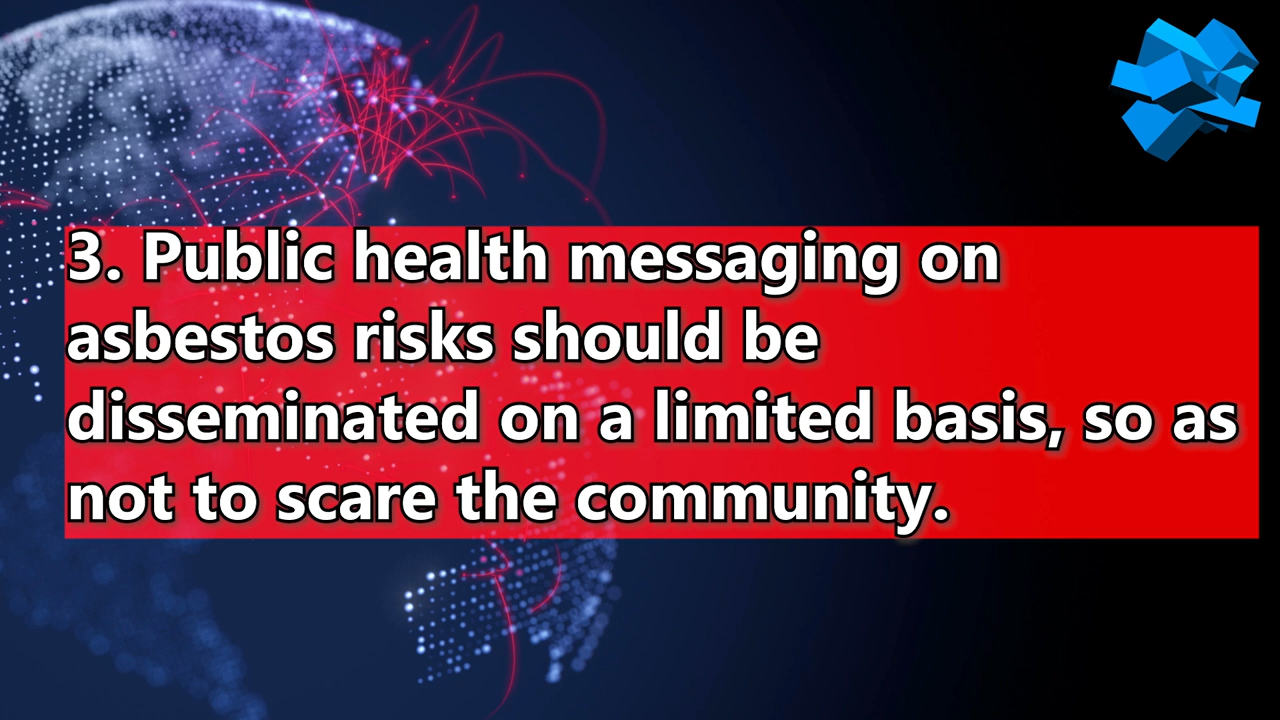 3. Public health messaging on
asbestos risks should be
disseminated on a limited basis, so as
not to scare the community.